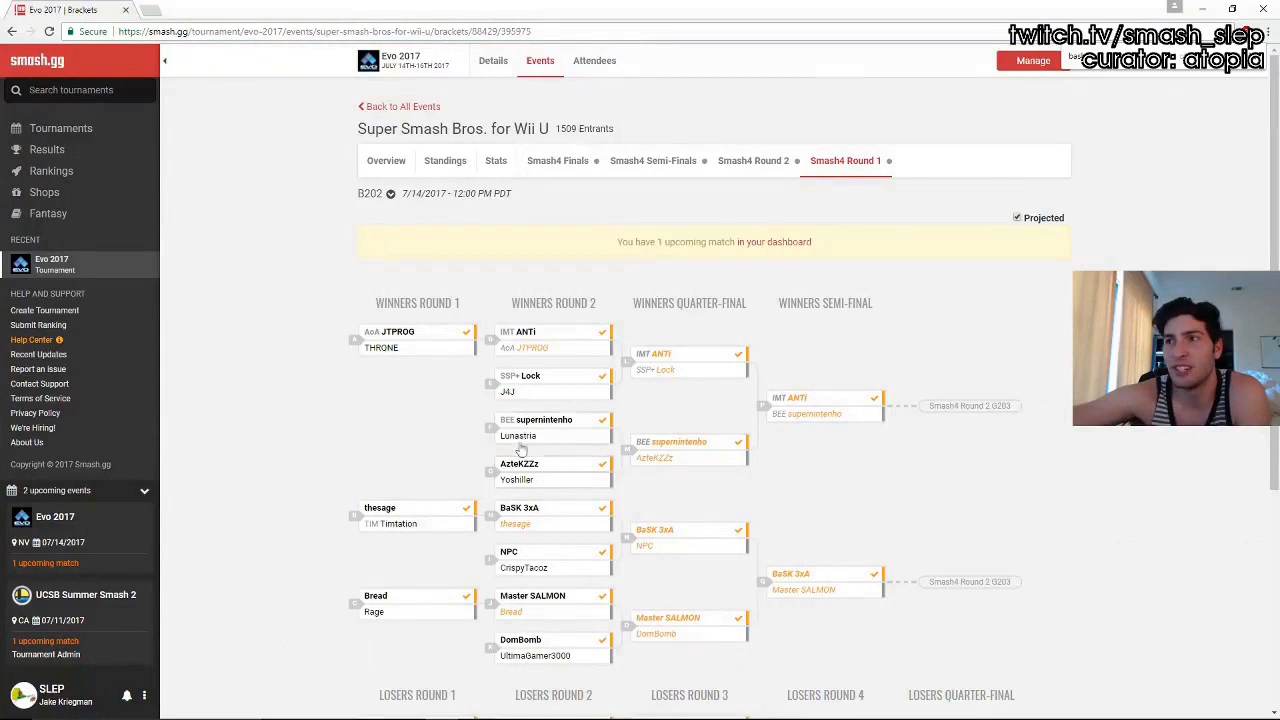 Evo 2017 | Brackets
Secure | https://smash.gg/tournament/evo-2017/events/super-smash-bros-for-wii-u/brackets/88429/395975
twitch.tv/smash_slep
curator: atopia
smash.gg
Evo 2017
JULY 14TH-16TH 2017
Details
Events
Attendees
Manage
Search tournaments
Tournaments
Results
Rankings
Shops
Fantasy
RECENT
Evo 2017
Tournament
HELP AND SUPPORT
Create Tournament
Submit Ranking
Help Center
Recent Updates
Report an issue
Contact Support
Terms of Service
Privacy Policy
We're Hiring!
About Us
Copyright © 2017 Smash.gg
2 upcoming events
Evo 2017
NV 07/14/2017
1 upcoming match
UCSB Summer Smash 2
CA 07/11/2017
1 upcoming match
Tournament Admin
SLEP
Jake Kriegman
Back to All Events
Super Smash Bros. for Wii U 1509 Entrants
Overview
Standings
Stats
Smash4 Finals
Smash4 Semi-Finals
Smash4 Round 2
Smash4 Round 1
B202 7/14/2017 - 12:00 PM PDT
Projected
You have 1 upcoming match in your dashboard
WINNERS ROUND 1
WINNERS ROUND 2
WINNERS QUARTER-FINAL
WINNERS SEMI-FINAL
AoA JTPROG
THRONE
thesage
TIM Timtation
Bread
Rage
IMT ANTi
AoA JTPROG
SSP+ Lock
J4J
BEE supernintenho
Lunastria
AzteKZZz
Yoshiller
BaSK 3xA
thesage
NPC
CrispyTacoz
Master SALMON
Bread
DomBomb
UltimaGamer3000
IMT ANTi
SSP+ Lock
BEE supernintenho
AzteKZZz
BaSK 3xA
NPC
Master SALMON
DomBomb
IMT ANTi
BEE supernintenho
Smash4 Round 2 G203
BaSK 3xA
Master SALMON
Smash4 Round 2 G203
LOSERS ROUND 1
LOSERS ROUND 2
LOSERS ROUND 3
LOSERS ROUND 4
LOSERS QUARTER-FINAL